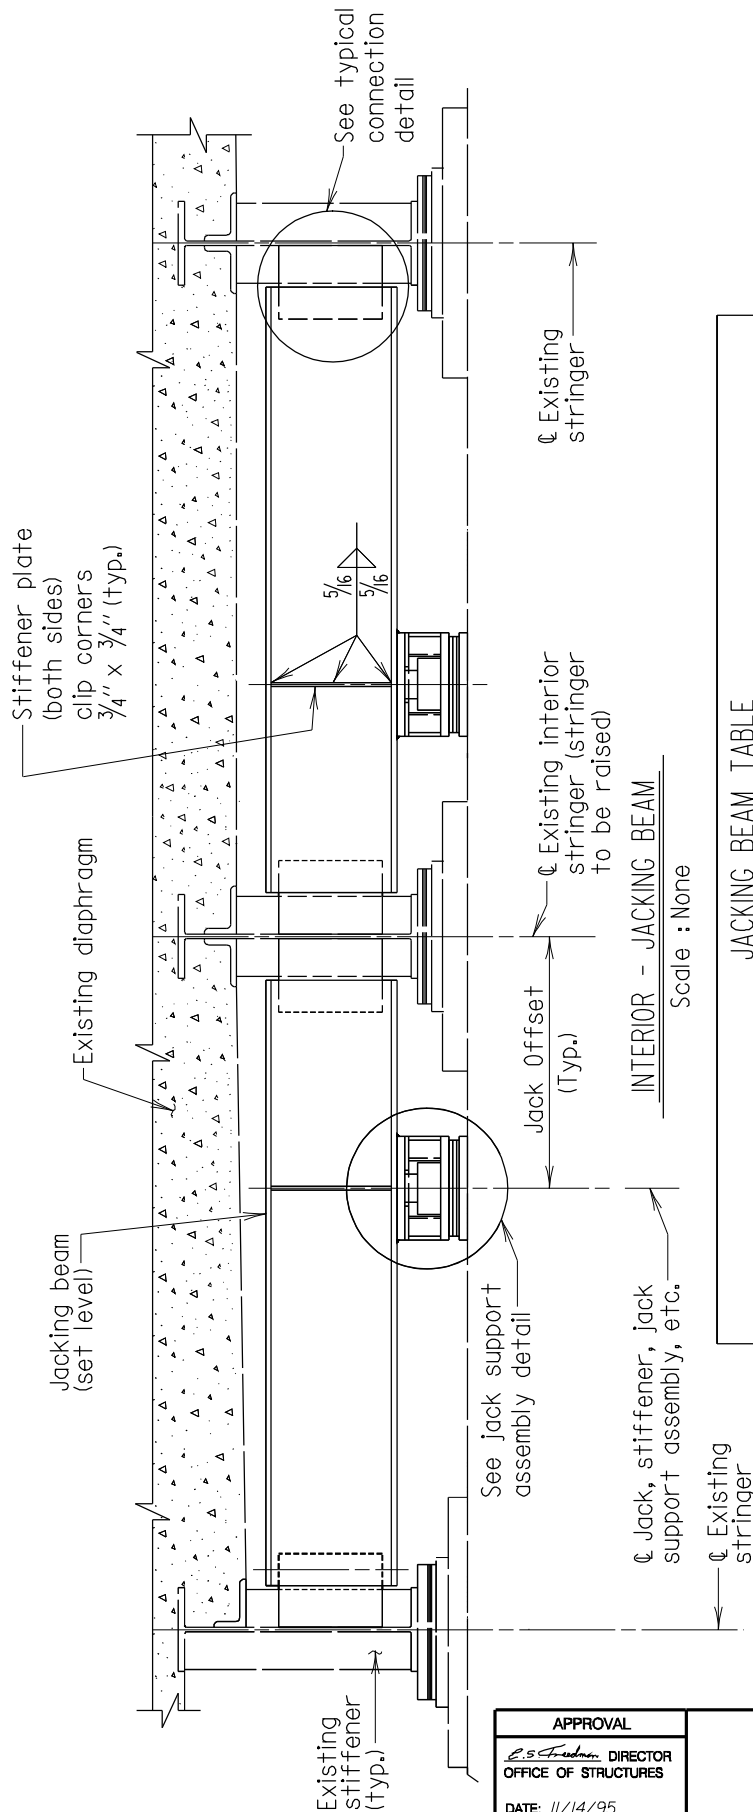 Existing
stiffener
(typ.)
Jacking beam
(set level)
Existing diaphragm
Stiffener plate
(both sides)
clip corners
3/4" x 3/4" (typ.)
5/16
5/16
See typical
connection
detail
See jack support
assembly detail
Jack Offset
(Typ.)
℄ Existing interior
stringer (stringer
to be raised)
℄ Existing
stringer
℄ Existing
stringer
℄ Jack, stiffener, jack
support assembly, etc.
INTERIOR - JACKING BEAM
Scale : None
JACKING BEAM TABLE
APPROVAL
E.S. Freedman DIRECTOR
OFFICE OF STRUCTURES
DATE: 11/14/95